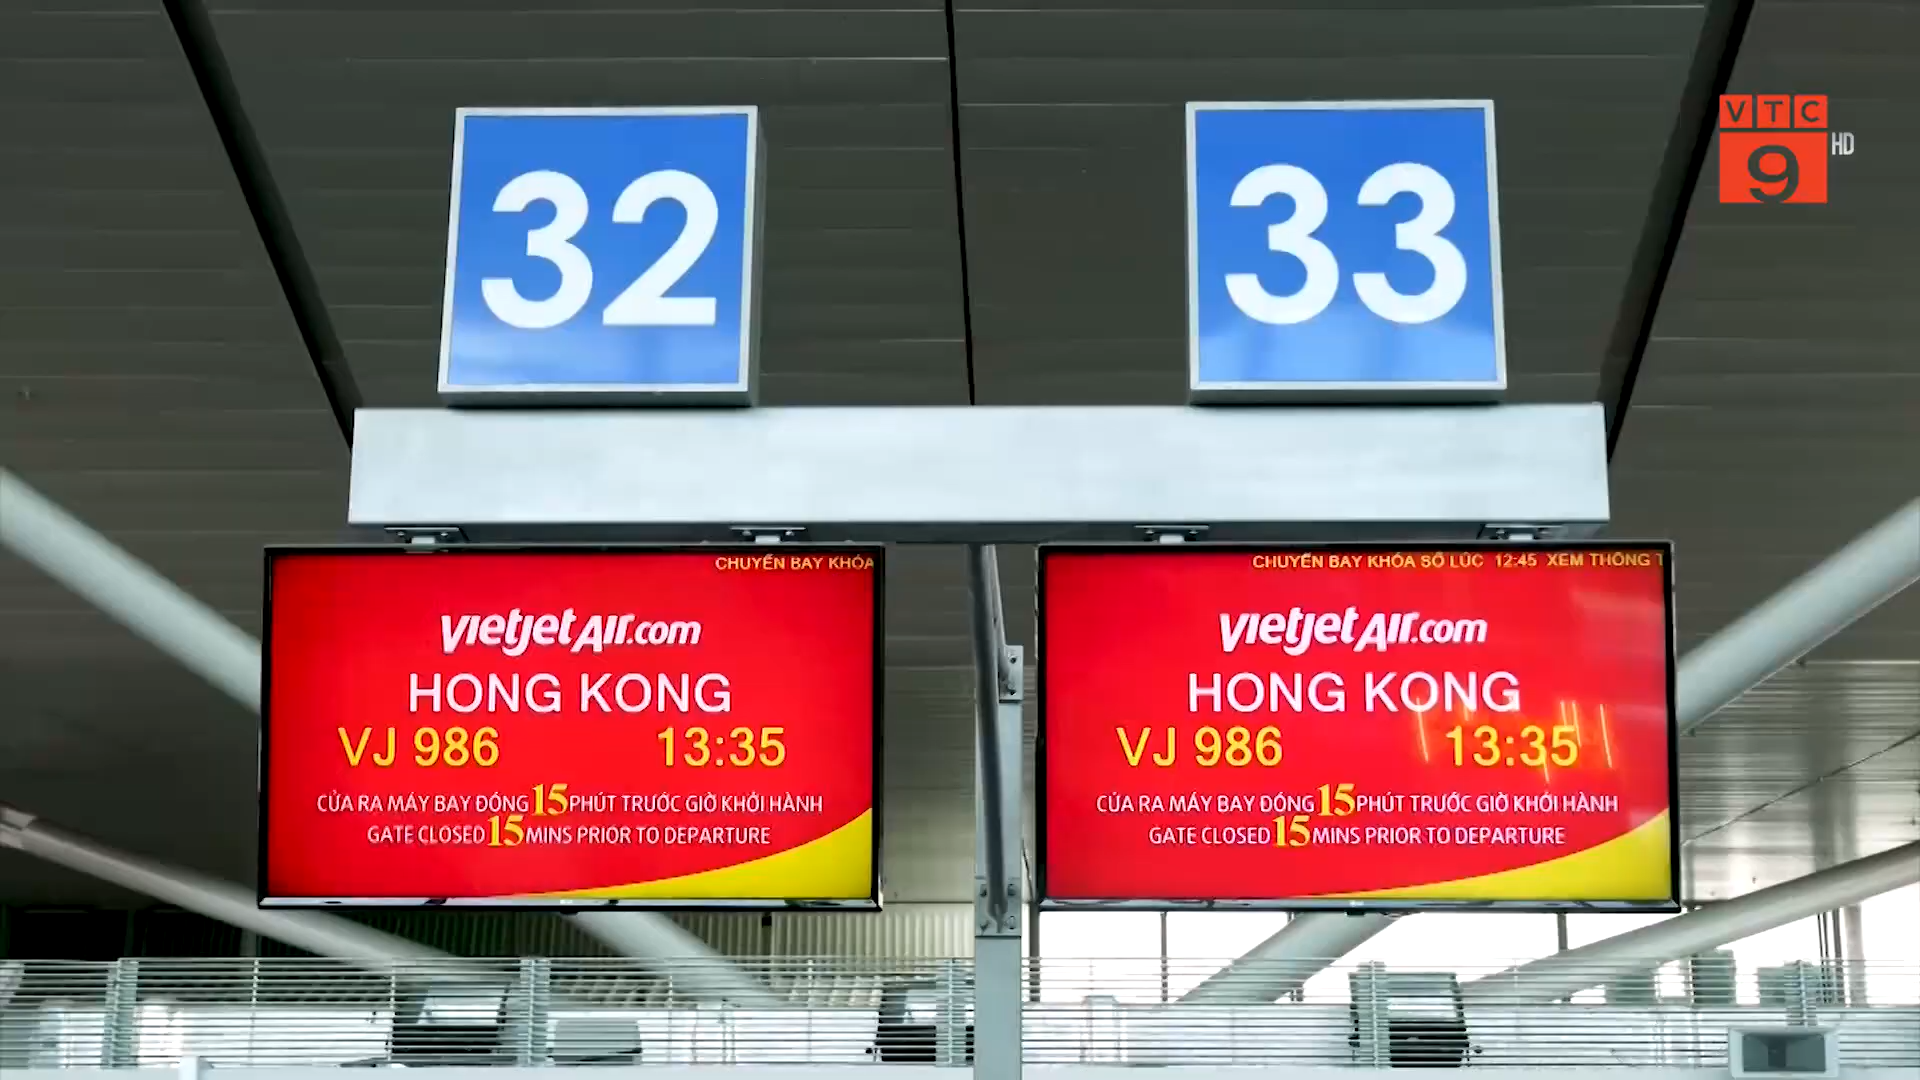 32
33
VTC
9
HD
CHUYẾN BAY KHÓA
vietjetAir.com
HONG KONG
VJ 986 13:35
CỬA RA MÁY BAY ĐÓNG 15 PHÚT TRƯỚC GIỜ KHỞI HÀNH
GATE CLOSED 15 MINS PRIOR TO DEPARTURE
CHUYẾN BAY KHÓA SỔ LÚC 12:45 XEM THÔNG
vietjetAir.com
HONG KONG
VJ 986 13:35
CỬA RA MÁY BAY ĐÓNG 15 PHÚT TRƯỚC GIỜ KHỞI HÀNH
GATE CLOSED 15 MINS PRIOR TO DEPARTURE